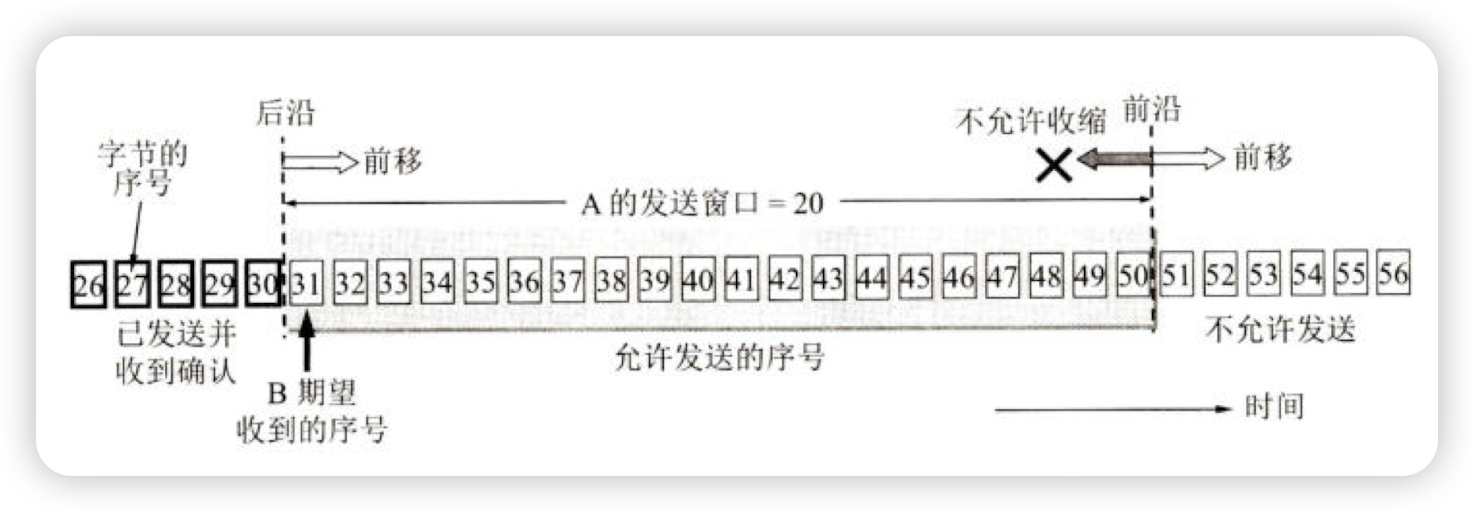 后沿
不允许收缩
前沿
字节的
序号
前移
前移
A 的发送窗口 = 20
26 27 28 29 30 31 32 33 34 35 36 37 38 39 40 41 42 43 44 45 46 47 48 49 50 51 52 53 54 55 56
已发送并
收到确认
允许发送的序号
不允许发送
B 期望
收到的序号
时间